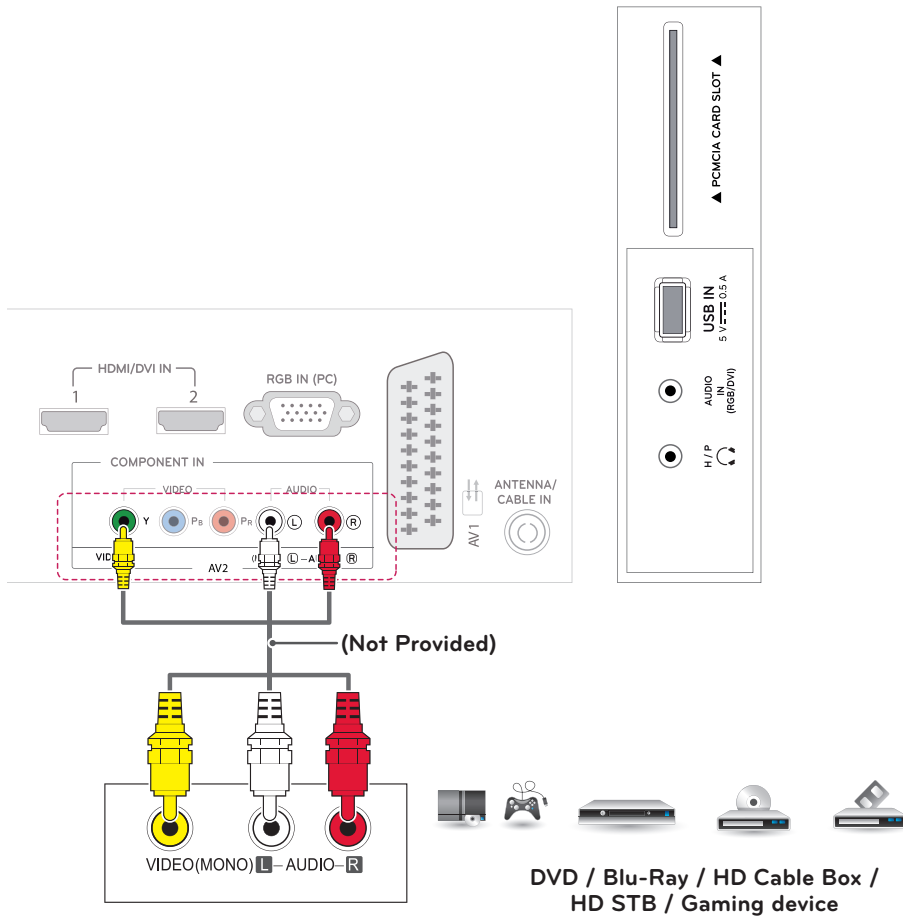 ▲ PCMCIA CARD SLOT ▲
USB IN
5 V 0.5 A
AUDIO
IN
(RGB/DVI)
H / P
HDMI/DVI IN
1 2
RGB IN (PC)
COMPONENT IN
VIDEO AUDIO
Y PB PR L R
AV2
L R
AV1
ANTENNA/
CABLE IN
(Not Provided)
VIDEO(MONO) L – AUDIO – R
DVD / Blu-Ray / HD Cable Box /
HD STB / Gaming device